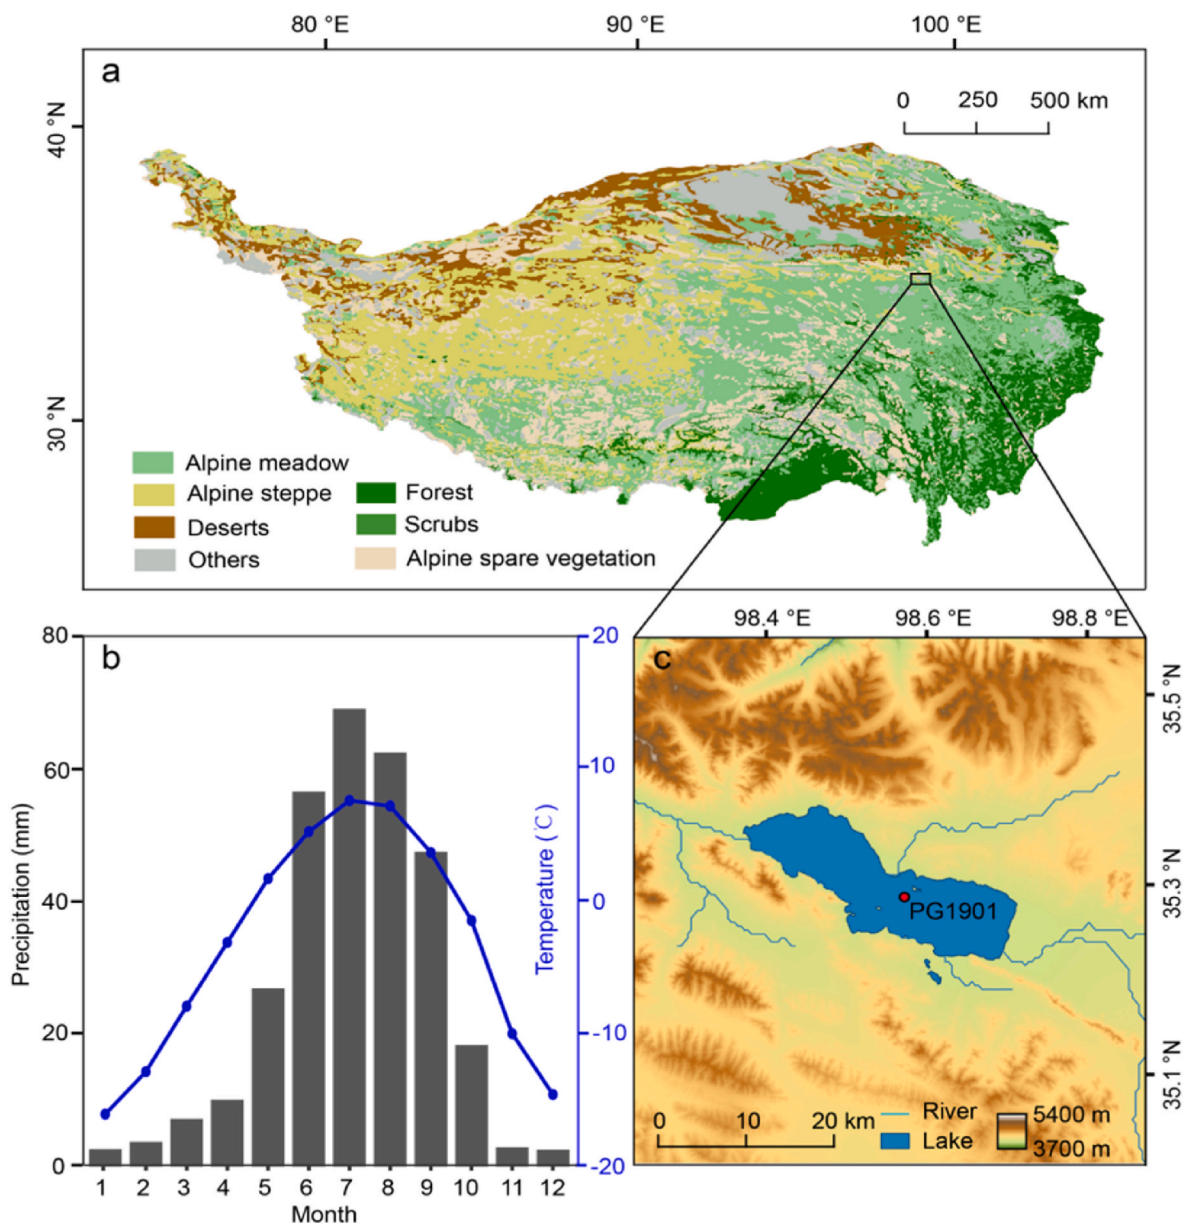 80 °E 90 °E 100 °E
a
0 250 500 km
40 °N
30 °N
Alpine meadow
Alpine steppe Forest
Deserts Scrubs
Others Alpine spare vegetation
98.4 °E 98.6 °E 98.8 °E
80 b 20
c
35.5 °N
60 10
Precipitation (mm)
Temperature (℃)
40 0
35.3 °N
PG1901
20 -10
35.1 °N
0 10 20 km River 5400 m
Lake 3700 m
0 -20
1 2 3 4 5 6 7 8 9 10 11 12
Month